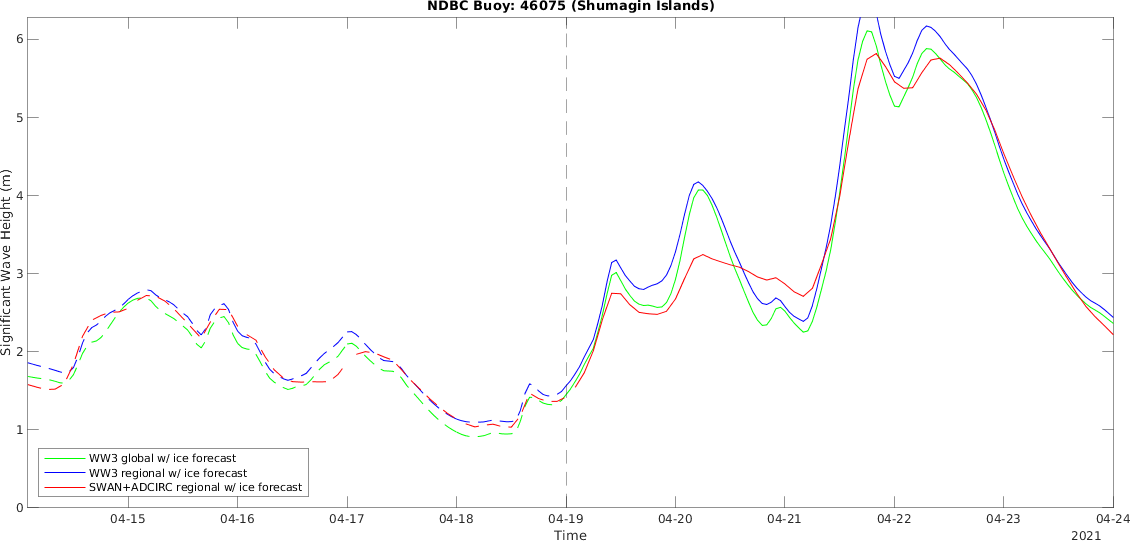 NDBC Buoy: 46075 (Shumagin Islands)
Significant Wave Height (m)
6
5
4
3
2
1
0
WW3 global w/ ice forecast
WW3 regional w/ ice forecast
SWAN+ADCIRC regional w/ ice forecast
04-15 04-16 04-17 04-18 04-19 04-20 04-21 04-22 04-23 04-24
Time
2021